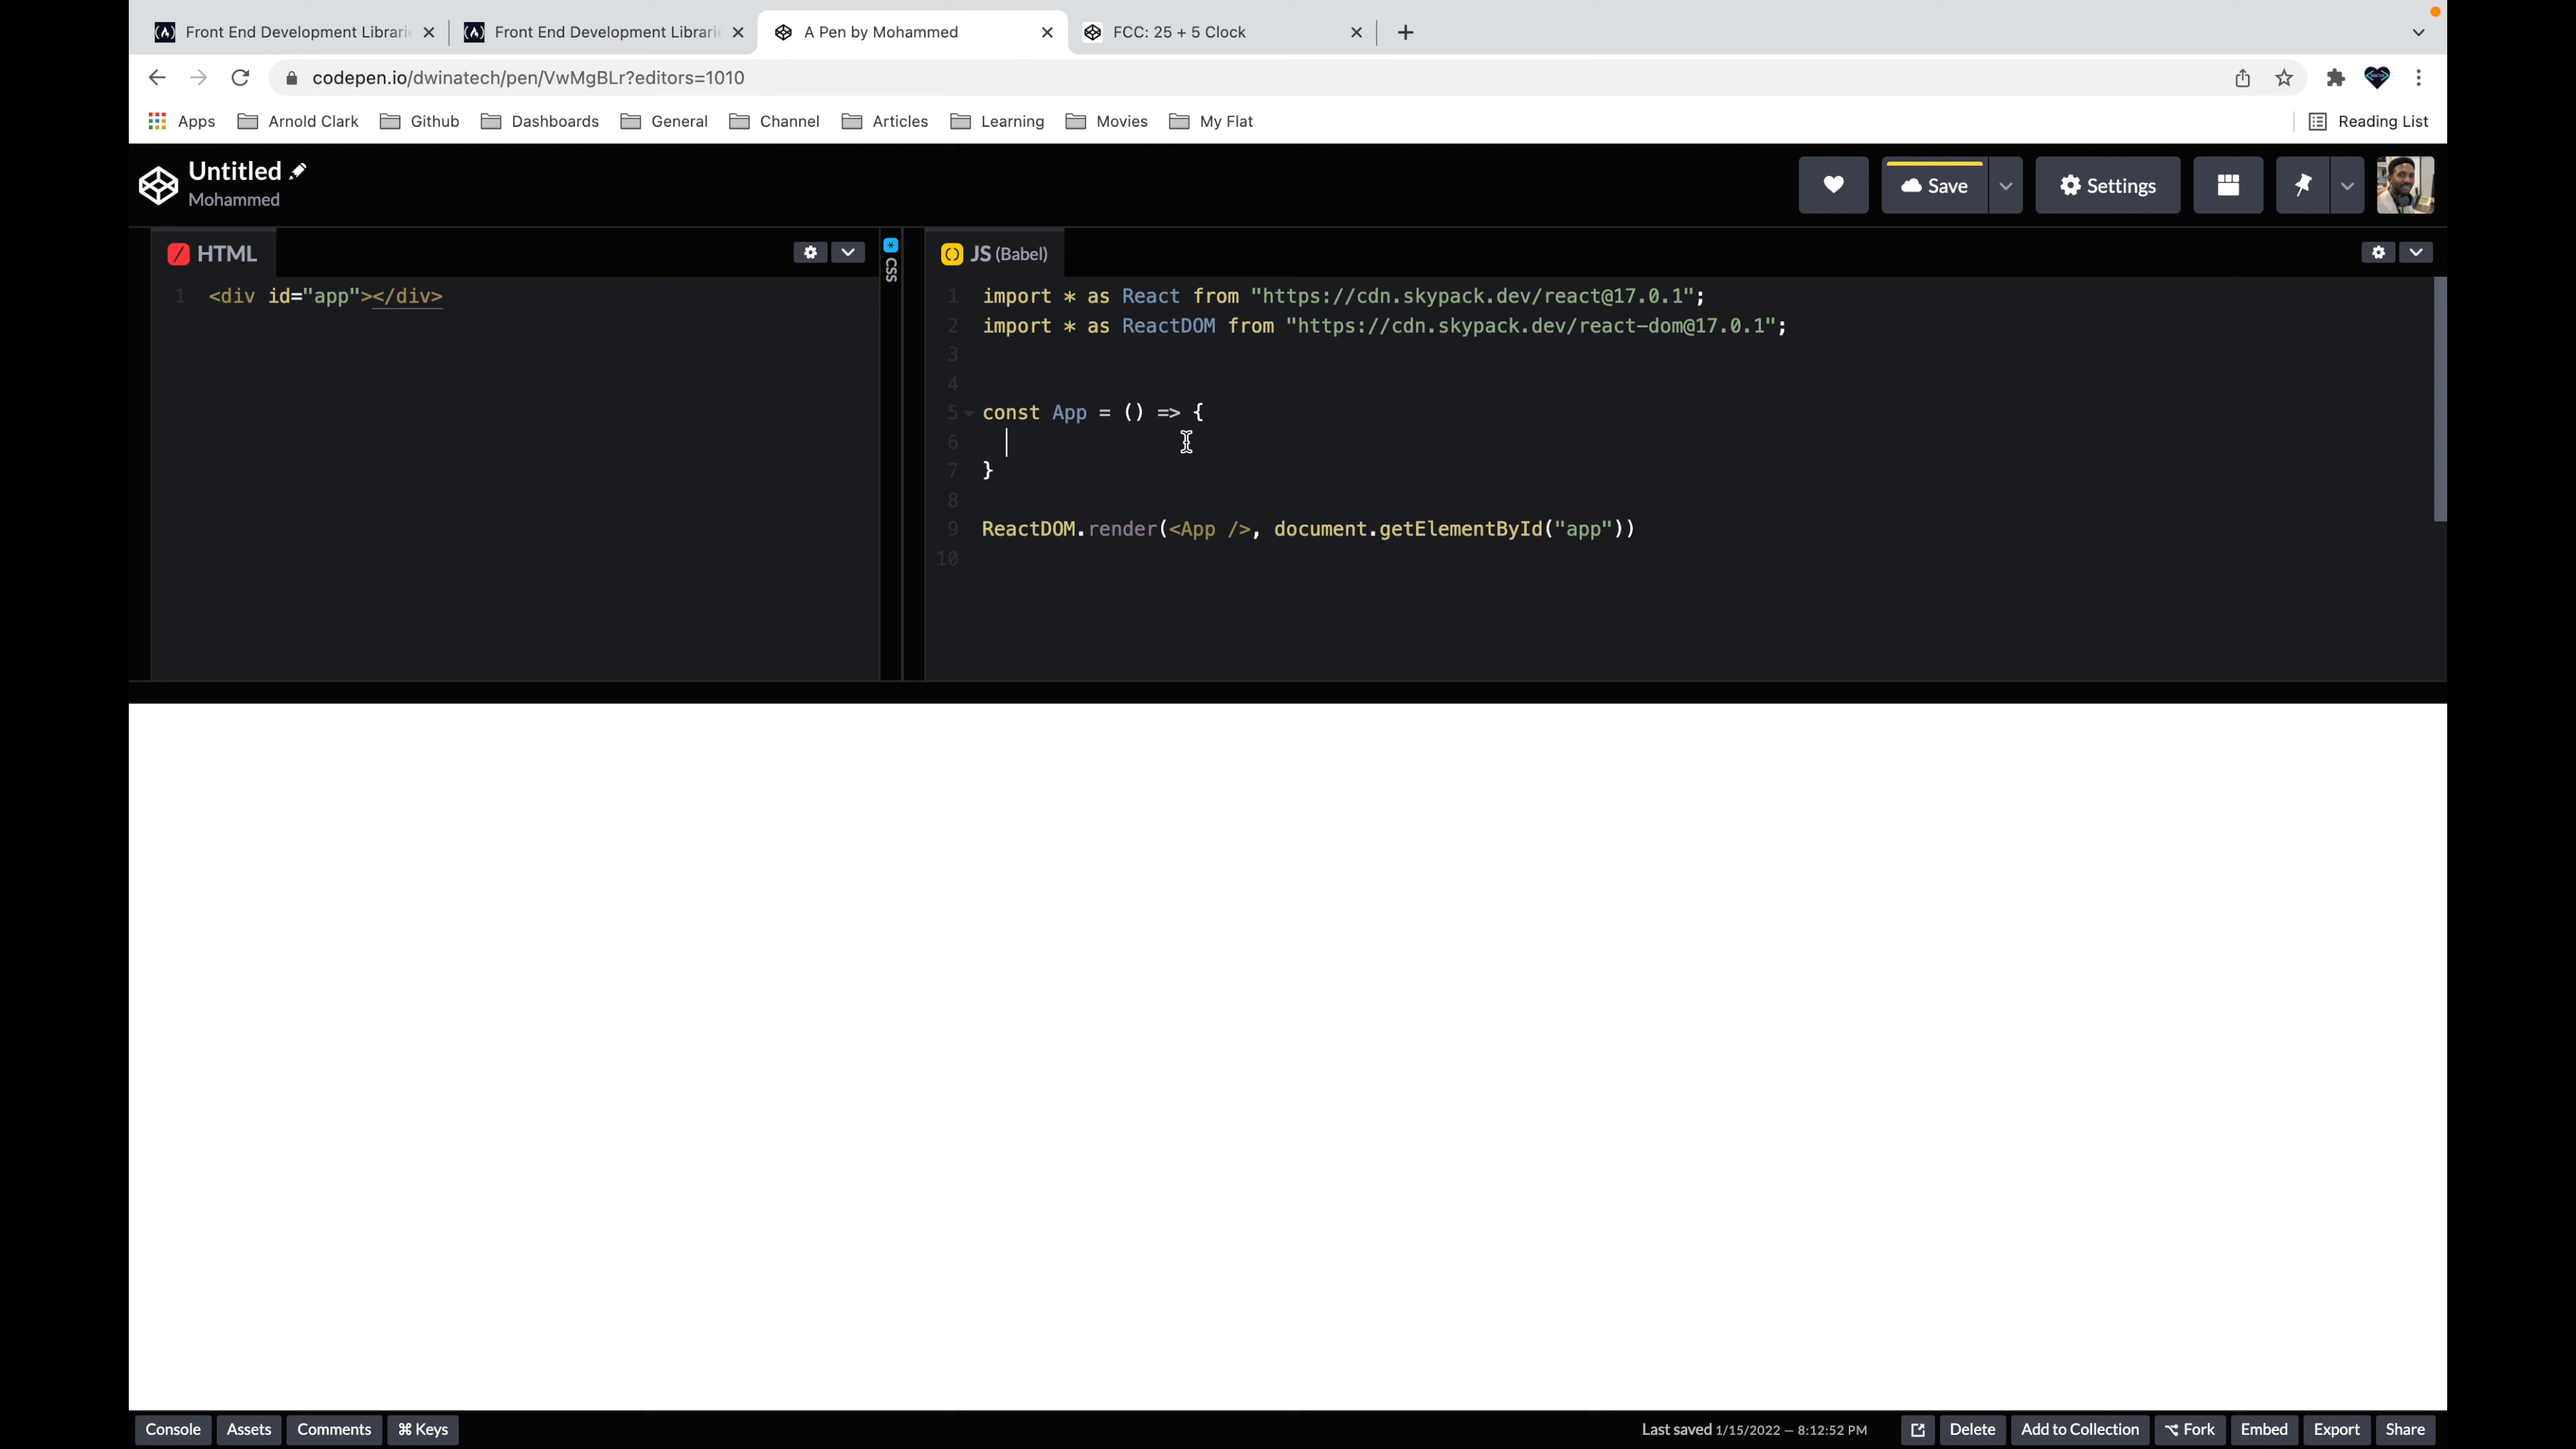 Front End Development Librari
Front End Development Librari
A Pen by Mohammed
FCC: 25 + 5 Clock
codepen.io/dwinatech/pen/VwMgBLr?editors=1010
Apps Arnold Clark Github Dashboards General Channel Articles Learning Movies My Flat Reading List
Untitled
Mohammed
Save Settings
HTML
CSS
JS (Babel)
1 <div id="app"></div>
1 import * as React from "https://cdn.skypack.dev/react@17.0.1";
2 import * as ReactDOM from "https://cdn.skypack.dev/react-dom@17.0.1";
3
4
5 const App = () => {
6
7 }
8
9 ReactDOM.render(<App />, document.getElementById("app"))
10
Console Assets Comments ⌘ Keys Last saved 1/15/2022 — 8:12:52 PM Delete Add to Collection ⌥ Fork Embed Export Share